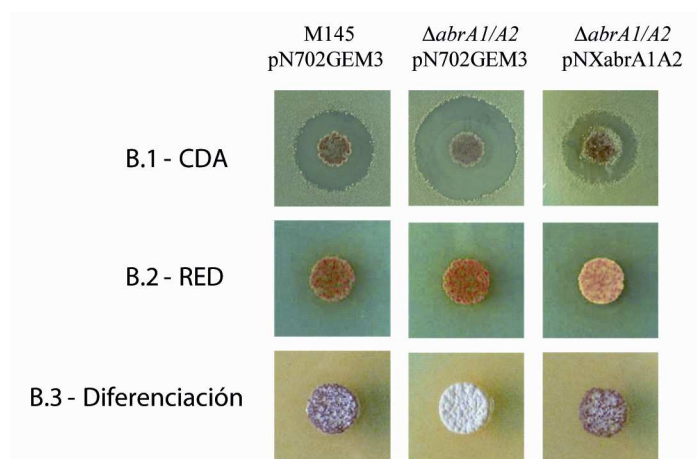 M145
pN702GEM3
ΔabrA1/A2
pN702GEM3
ΔabrA1/A2
pNXabrA1A2
B.1 - CDA
B.2 - RED
B.3 - Diferenciación